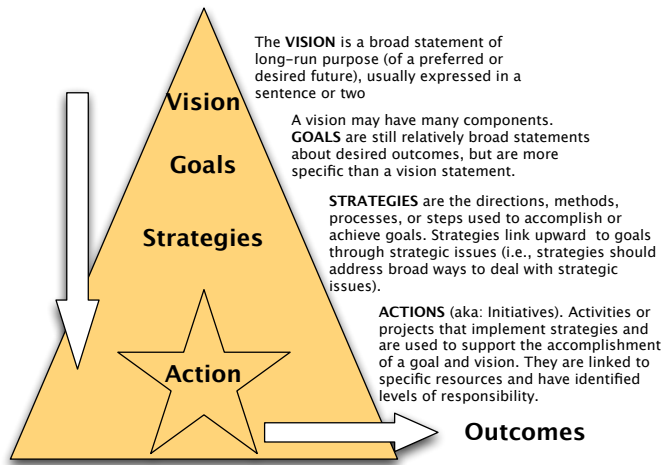 The VISION is a broad statement of
long-run purpose (of a preferred or
desired future), usually expressed in a
sentence or two
Vision
A vision may have many components.
GOALS are still relatively broad statements
about desired outcomes, but are more
specific than a vision statement.
Goals
STRATEGIES are the directions, methods,
processes, or steps used to accomplish or
achieve goals. Strategies link upward to goals
through strategic issues (i.e., strategies should
address broad ways to deal with strategic
issues).
Strategies
ACTIONS (aka: Initiatives). Activities or
projects that implement strategies and
are used to support the accomplishment
of a goal and vision. They are linked to
specific resources and have identified
levels of responsibility.
Action
Outcomes